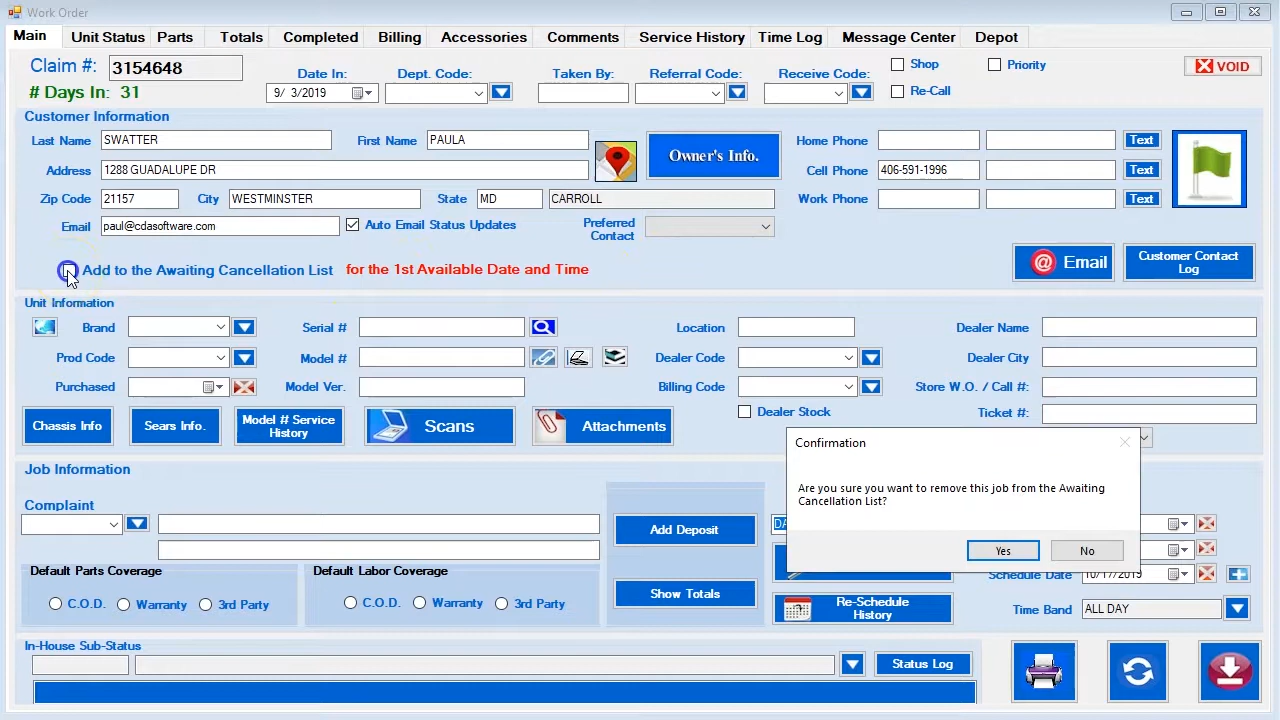 Work Order
Main Unit Status Parts Totals Completed Billing Accessories Comments Service History Time Log Message Center Depot
Claim #: 3154648
# Days In: 31
Date In: Dept. Code: Taken By: Referral Code: Receive Code:
9/ 3/2019
Shop Priority
Re-Call
VOID
Customer Information
Last Name SWATTER First Name PAULA
Address 1288 GUADALUPE DR
Owner's Info.
Zip Code 21157 City WESTMINSTER State MD CARROLL
Email paul@cdasoftware.com Auto Email Status Updates Preferred Contact
Home Phone Text
Cell Phone 406-591-1996 Text
Work Phone Text
Add to the Awaiting Cancellation List for the 1st Available Date and Time
@ Email
Customer Contact
Log
Unit Information
Brand Serial # Location Dealer Name
Prod Code Model # Dealer Code Dealer City
Purchased Model Ver. Billing Code Store W.O. / Call #:
Dealer Stock Ticket #:
Chassis Info Sears Info. Model # Service History Scans Attachments
Confirmation
Are you sure you want to remove this job from the Awaiting
Cancellation List?
Yes No
Job Information
Complaint
Add Deposit
DA
Default Parts Coverage
C.O.D. Warranty 3rd Party
Default Labor Coverage
C.O.D. Warranty 3rd Party
Show Totals
Re-Schedule
History
Schedule Date 10/17/2019
Time Band ALL DAY
In-House Sub-Status
Status Log